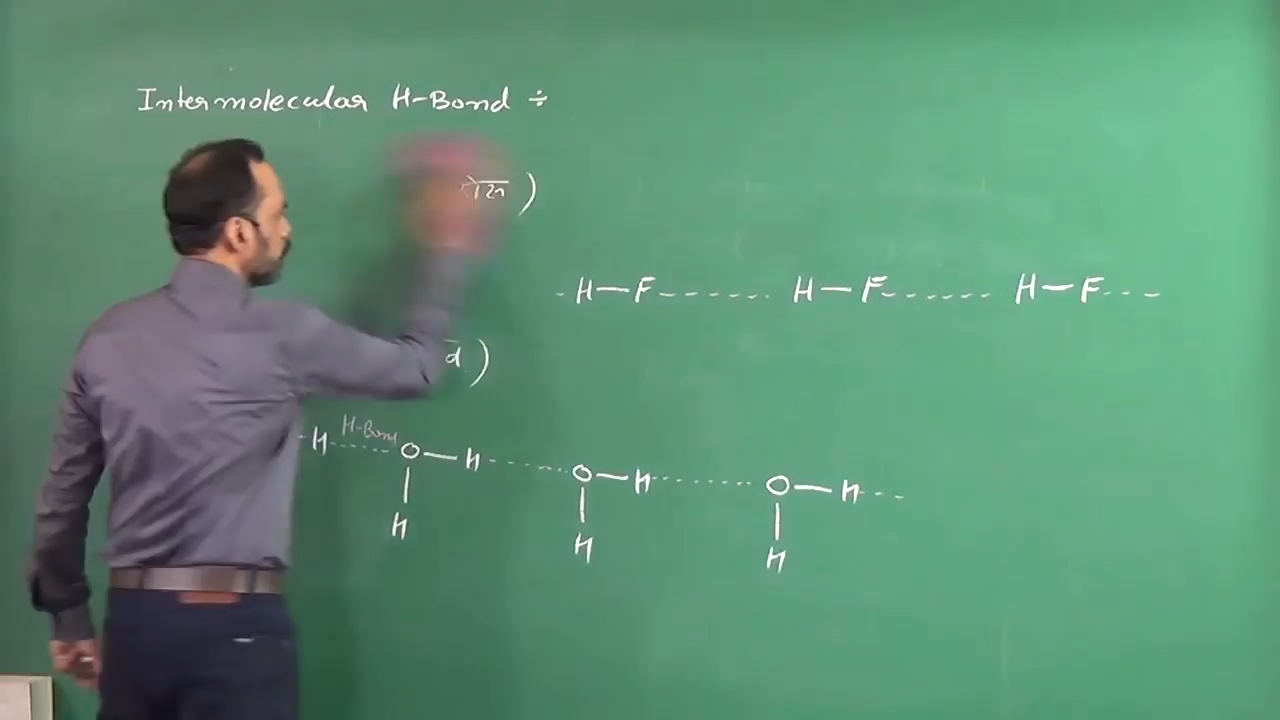 Intermolecular H-Bond ÷
)
H—F------ H—F------ H—F----
d )
-H-----O—H------O—H------O—H---
H-Bond
H H H